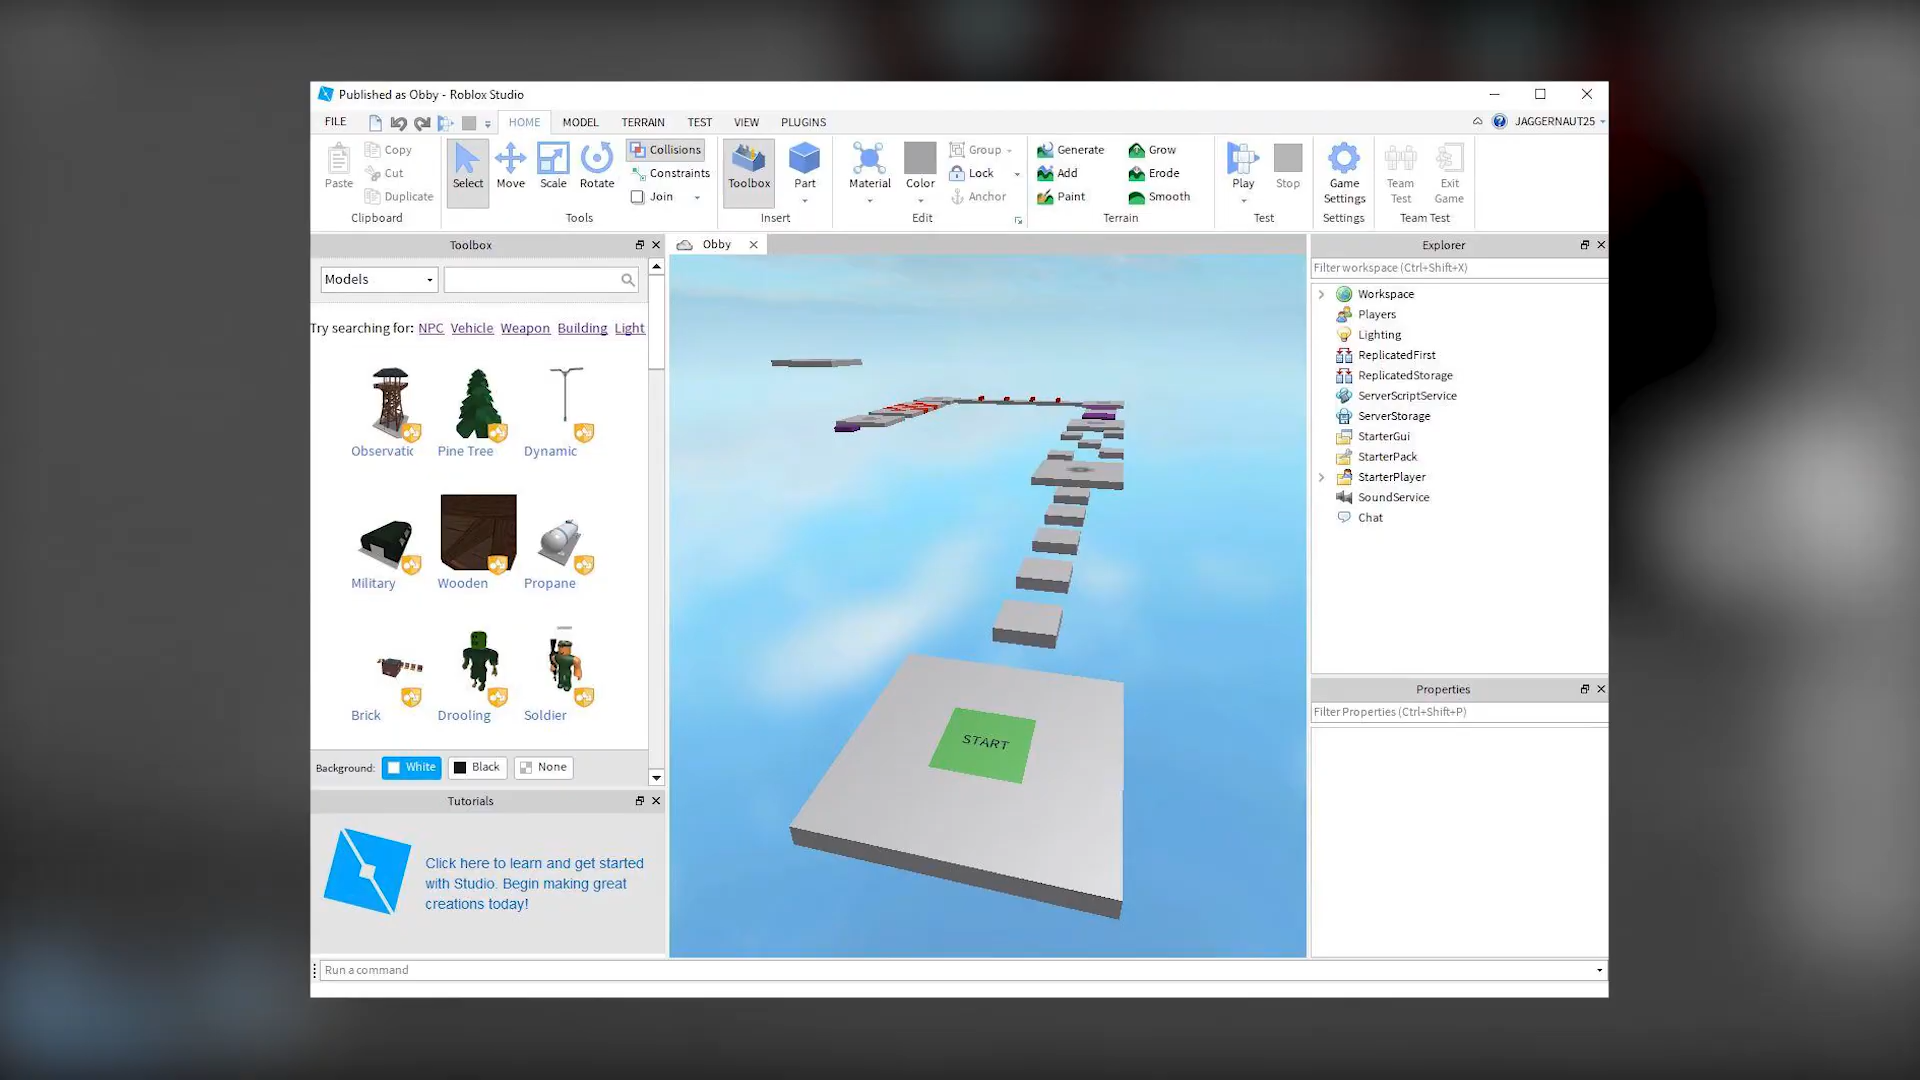 Published as Obby - Roblox Studio
FILE HOME MODEL TERRAIN TEST VIEW PLUGINS JAGGERNAUT25
Paste Copy Cut Duplicate
Clipboard
Select Move Scale Rotate Collisions Constraints Join
Tools
Toolbox Part
Insert
Material Color Group Lock Anchor
Edit
Generate Add Paint Grow Erode Smooth
Terrain
Play Stop
Test
Game Settings
Settings
Team Test Exit Game
Team Test
Toolbox
Models
Try searching for: NPC Vehicle Weapon Building Light
Observatic Pine Tree Dynamic
Military Wooden Propane
Brick Drooling Soldier
Background: White Black None
Tutorials
Click here to learn and get started
with Studio. Begin making great
creations today!
Obby
START
Explorer
Filter workspace (Ctrl+Shift+X)
Workspace
Players
Lighting
ReplicatedFirst
ReplicatedStorage
ServerScriptService
ServerStorage
StarterGui
StarterPack
StarterPlayer
SoundService
Chat
Properties
Filter Properties (Ctrl+Shift+P)
Run a command